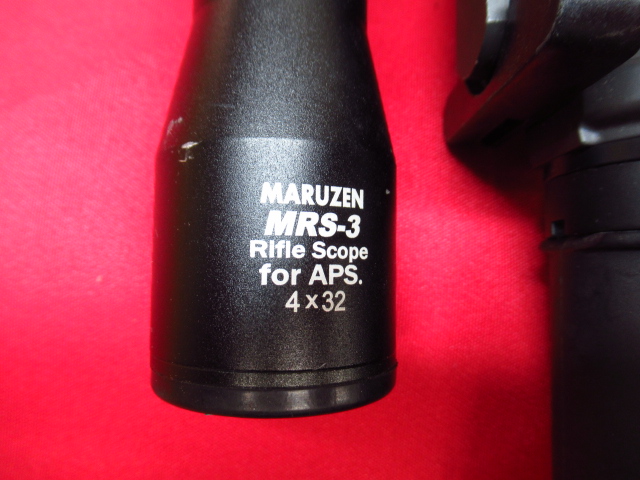 MARUZEN
MRS-3
Rifle Scope
for APS.
4×32